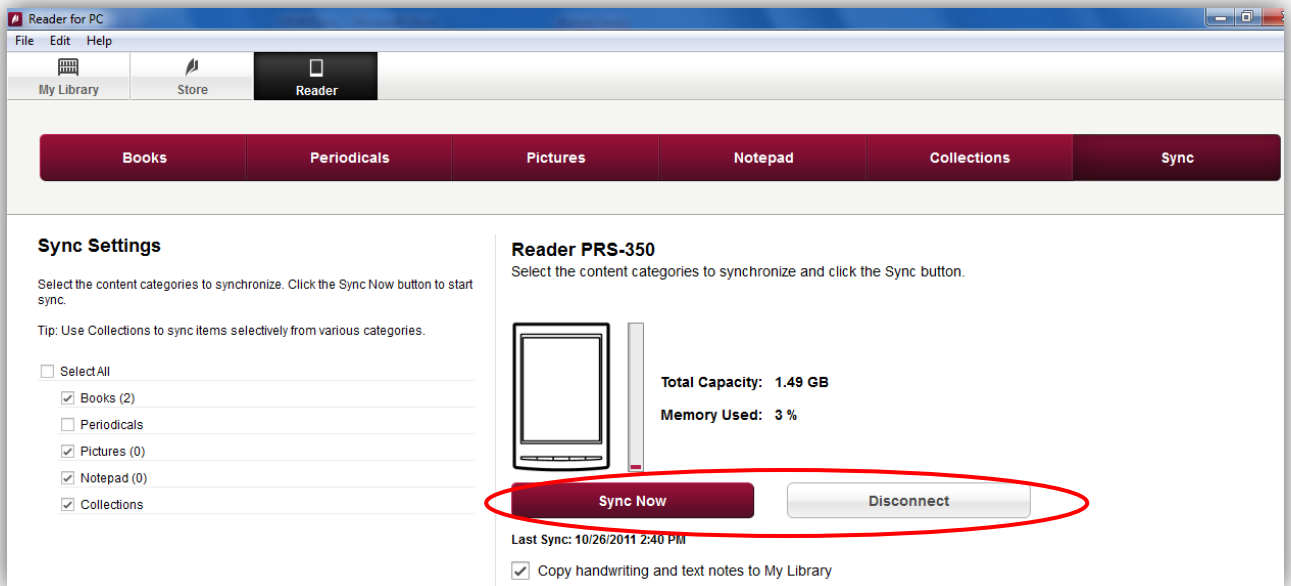 Reader for PC
File Edit Help
My Library Store Reader
Books Periodicals Pictures Notepad Collections Sync
Sync Settings
Select the content categories to synchronize. Click the Sync Now button to start
sync.
Tip: Use Collections to sync items selectively from various categories.
Select All
Books (2)
Periodicals
Pictures (0)
Notepad (0)
Collections
Reader PRS-350
Select the content categories to synchronize and click the Sync button.
Total Capacity: 1.49 GB
Memory Used: 3 %
Sync Now Disconnect
Last Sync: 10/26/2011 2:40 PM
Copy handwriting and text notes to My Library